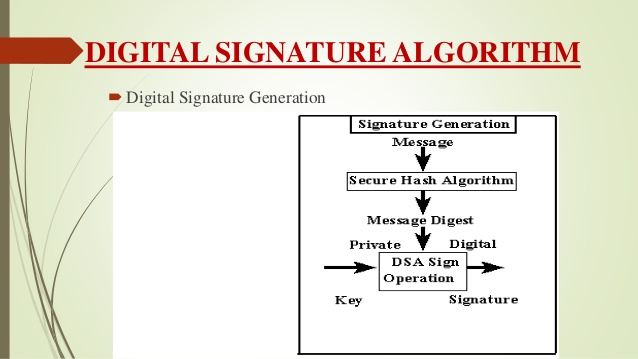 DIGITAL SIGNATURE ALGORITHM
Digital Signature Generation
Signature Generation
Message
Secure Hash Algorithm
Message Digest
Private Digital
DSA Sign
Operation
Key Signature